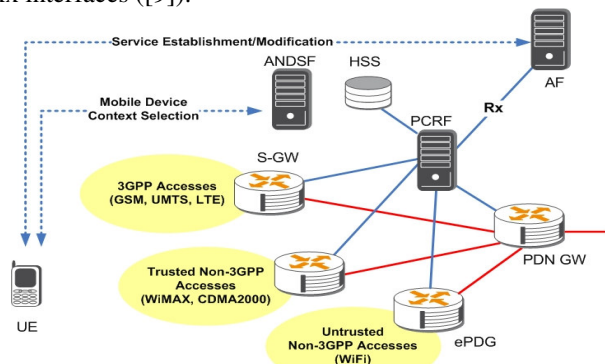 Rx interfaces ([9]).
Service Establishment/Modification
ANDSF
HSS
AF
Mobile Device
Context Selection
Rx
PCRF
S-GW
3GPP Accesses
(GSM, UMTS, LTE)
PDN GW
Trusted Non-3GPP
Accesses
(WiMAX, CDMA2000)
UE
Untrusted
Non-3GPP Accesses
(WiFi)
ePDG